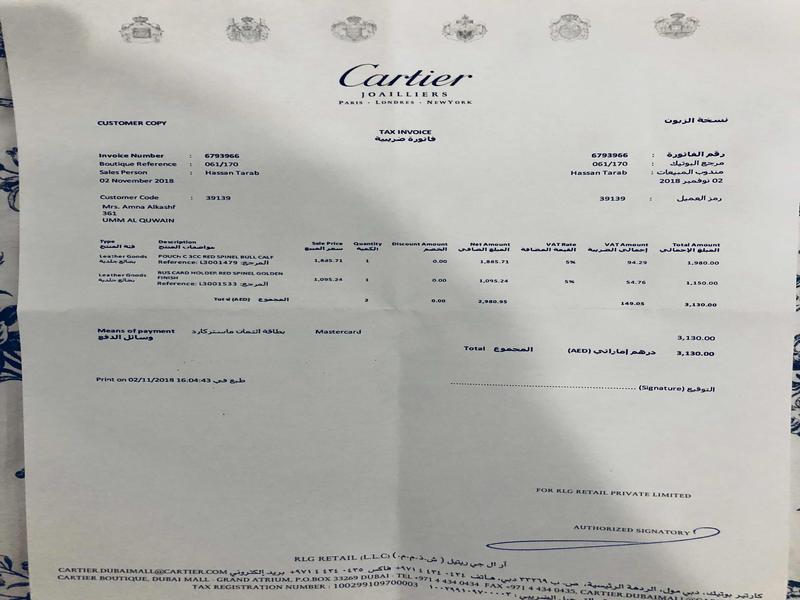 Cartier
JOAILLIERS
PARIS - LONDRES - NEW YORK
CUSTOMER COPY نسخة الزبون
TAX INVOICE
فاتورة ضريبية
Invoice Number : 6793966 6793966 : رقم الفاتورة
Boutique Reference : 061/170 061/170 : مرجع البوتيك
Sales Person : Hassan Tarab Hassan Tarab : مندوب المبيعات
02 November 2018 02 نوفمبر 2018
Customer Code : 39139 39139 : رمز العميل
Mrs. Amna Alkashf
361
UMM AL QUWAIN
Type Description Sale Price Quantity Discount Amount Net Amount VAT Rate VAT Amount Total Amount
فئة المنتج مواصفات المنتج سعر المبيع الكمية الخصم المبلغ الصافي القيمة المضافة إجمالي الضريبة المبلغ الإجمالي
Leather Goods POUCH C 3CC RED SPINEL BULL CALF 1,885.71 1 0.00 1,885.71 5% 94.29 1,980.00
بضائع جلدية Reference: L3001479 :المرجع
Leather Goods RUS CARD HOLDER RED SPINEL GOLDEN FINISH 1,095.24 1 0.00 1,095.24 5% 54.76 1,150.00
بضائع جلدية Reference: L3001533 :المرجع
Total (AED) المجموع 2 0.00 2,980.95 149.05 3,130.00
Means of payment بطاقة ائتمان ماستركارد Mastercard 3,130.00
وسائل الدفع
Total المجموع (AED) درهم إماراتي 3,130.00
Print on 02/11/2018 16:04:43 طبع في
التوقيع (Signature)
FOR RLG RETAIL PRIVATE LIMITED
AUTHORIZED SIGNATORY
RLG RETAIL (L.L.C) آر ال جي ريتيل (ش.ذ.م.م.)
كارتير بوتيك، دبي مول، الردهة الرئيسية، ص.ب ٣٣٢٦٩ دبي، هاتف ٠٤٣٤ ٤٣٤ ٤ ٩٧١+ فاكس ٠٤٣٥ ٤٣٤ ٤ ٩٧١+ بريد إلكتروني CARTIER.DUBAIMALL@CARTIER.COM
CARTIER BOUTIQUE, DUBAI MALL - GRAND ATRIUM, P.O.BOX 33269 DUBAI - TEL +971 4 434 0434 FAX +971 4 434 0435, CARTIER.DUBAIMALL@
TAX REGISTRATION NUMBER : 100299109700003